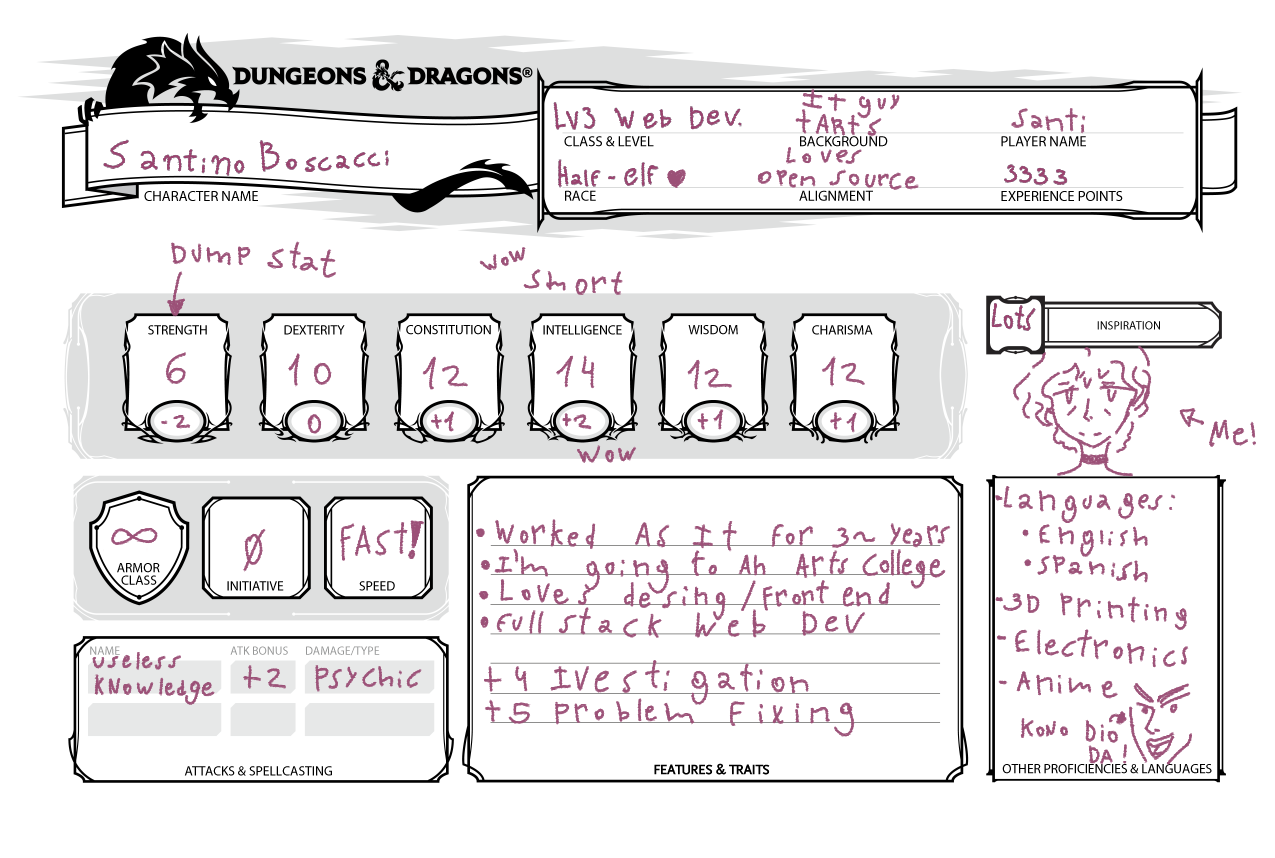 DUNGEONS & DRAGONS®
Santino Boscacci
CHARACTER NAME
Lv3 Web Dev.
CLASS & LEVEL
It guy
+ARts
BACKGROUND
Santi
PLAYER NAME
Half-elf ♥
RACE
Loves
open source
ALIGNMENT
3333
EXPERIENCE POINTS
Dump stat
wow
Smort
STRENGTH
6
-2
DEXTERITY
10
0
CONSTITUTION
12
+1
INTELLIGENCE
14
+2
wow
WISDOM
12
+1
CHARISMA
12
+1
Lots
INSPIRATION
Me!
∞
ARMOR
CLASS
Ø
INITIATIVE
FAST!
SPEED
NAME
ATK BONUS
DAMAGE/TYPE
useless
KNowledge
+2
Psychic
ATTACKS & SPELLCASTING
• Worked As It for 3~ years
• I'm going to An Arts College
• Loves desing/Front end
• Full stack Web Dev
+4 Ivestigation
+5 problem Fixing
FEATURES & TRAITS
-Languages:
• English
• spanish
-3D Printing
- Electronics
- Anime
KoNo Dio
DA!
OTHER PROFICIENCIES & LANGUAGES